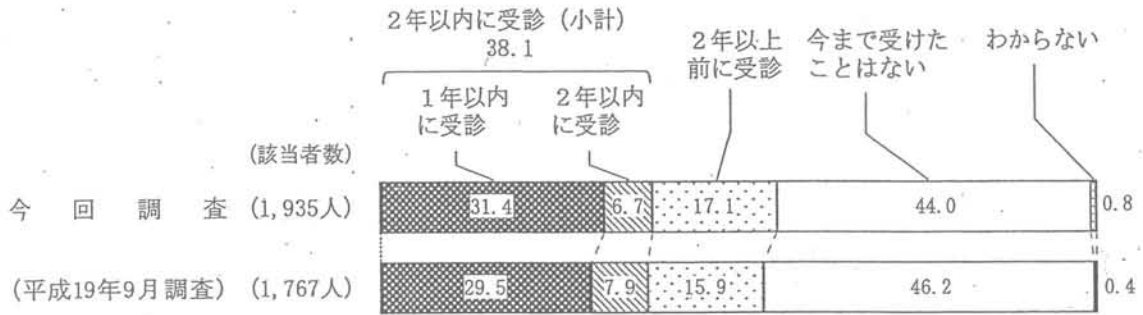 2年以内に受診（小計）
38.1
2年以上
前に受診
今まで受けた
ことはない
わからない
1年以内
に受診
2年以内
に受診
(該当者数)
今回調査 (1,935人) 31.4 6.7 17.1 44.0 0.8
(平成19年9月調査) (1,767人) 29.5 7.9 15.9 46.2 0.4